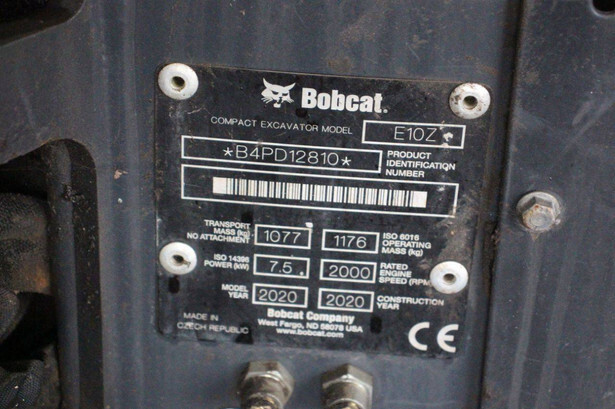 Bobcat.
COMPACT EXCAVATOR MODEL E10Z
*B4PD12810* PRODUCT IDENTIFICATION NUMBER
TRANSPORT MASS (kg) NO ATTACHMENT 1077 1176 ISO 6016 OPERATING MASS (kg)
ISO 14396 POWER (kW) 7.5 2000 RATED ENGINE SPEED (RPM)
MODEL YEAR 2020 2020 CONSTRUCTION YEAR
MADE IN CZECH REPUBLIC
Bobcat Company
West Fargo, ND 58078 USA
www.bobcat.com
CE